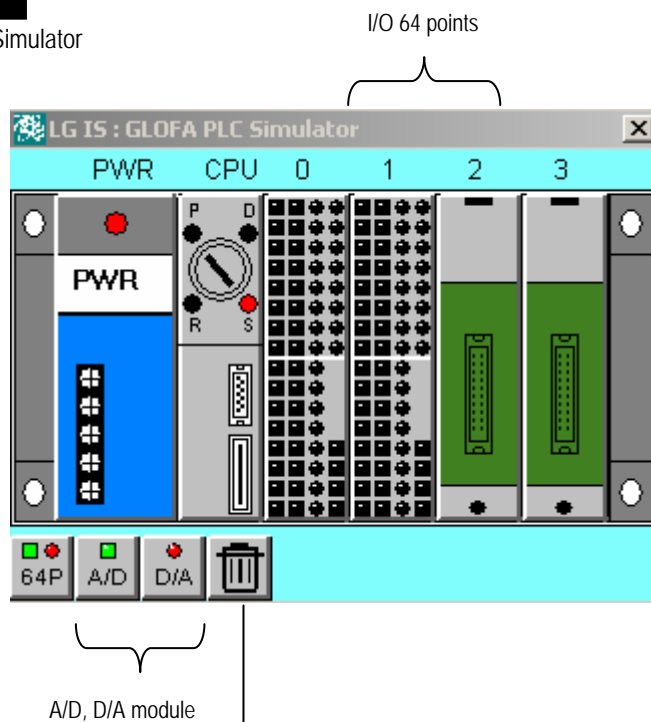 Simulator
I/O 64 points
LG IS : GLOFA PLC Simulator
PWR CPU 0 1 2 3
P D
PWR
R S
64P A/D D/A
A/D, D/A module